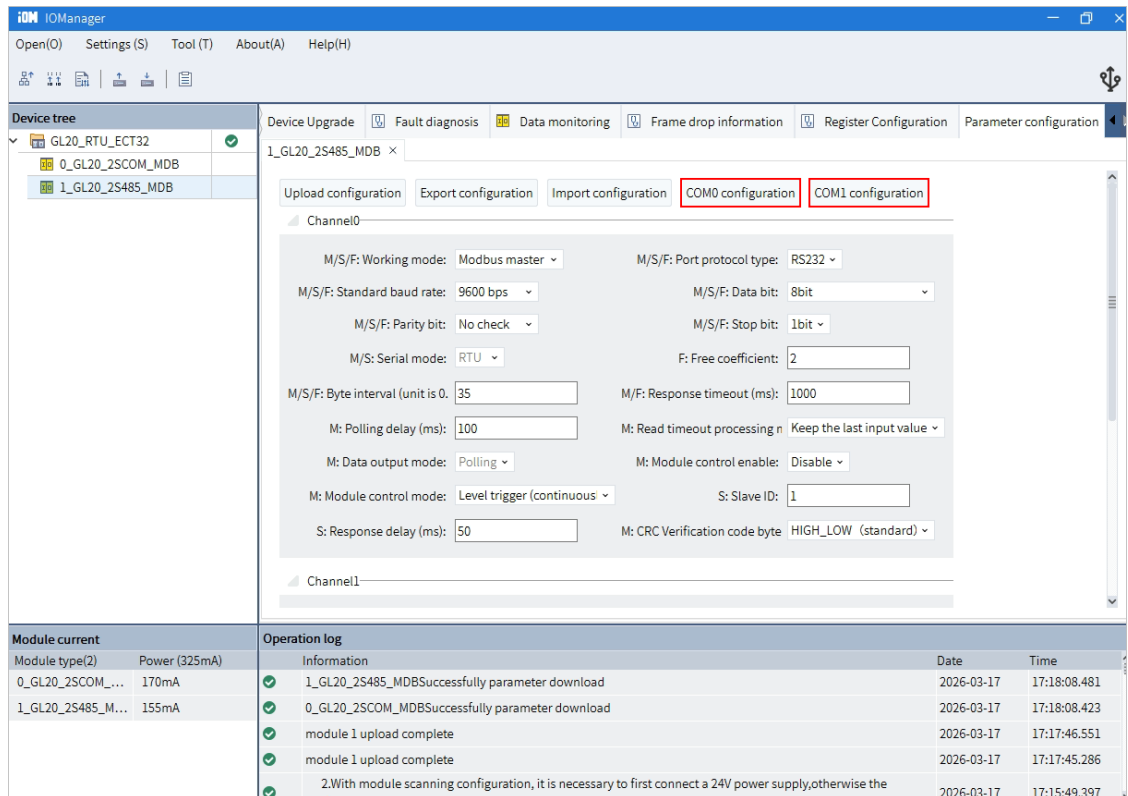 iOM IOManager
Open(O) Settings (S) Tool (T) About(A) Help(H)
Device tree
GL20_RTU_ECT32
0_GL20_2SCOM_MDB
1_GL20_2S485_MDB
Device Upgrade Fault diagnosis Data monitoring Frame drop information Register Configuration Parameter configuration
1_GL20_2S485_MDB ×
Upload configuration Export configuration Import configuration COM0 configuration COM1 configuration
Channel0
M/S/F: Working mode: Modbus master M/S/F: Port protocol type: RS232
M/S/F: Standard baud rate: 9600 bps M/S/F: Data bit: 8bit
M/S/F: Parity bit: No check M/S/F: Stop bit: 1bit
M/S: Serial mode: RTU F: Free coefficient: 2
M/S/F: Byte interval (unit is 0. 35 M/F: Response timeout (ms): 1000
M: Polling delay (ms): 100 M: Read timeout processing n Keep the last input value
M: Data output mode: Polling M: Module control enable: Disable
M: Module control mode: Level trigger (continuous S: Slave ID: 1
S: Response delay (ms): 50 M: CRC Verification code byte HIGH_LOW (standard)
Channel1
Module current
Module type(2) Power (325mA)
0_GL20_2SCOM_... 170mA
1_GL20_2S485_M... 155mA
Operation log
Information Date Time
1_GL20_2S485_MDBSuccessfully parameter download 2026-03-17 17:18:08.481
0_GL20_2SCOM_MDBSuccessfully parameter download 2026-03-17 17:18:08.423
module 1 upload complete 2026-03-17 17:17:46.551
module 1 upload complete 2026-03-17 17:17:45.286
2.With module scanning configuration, it is necessary to first connect a 24V power supply,otherwise the 2026-03-17 17:15:49.397